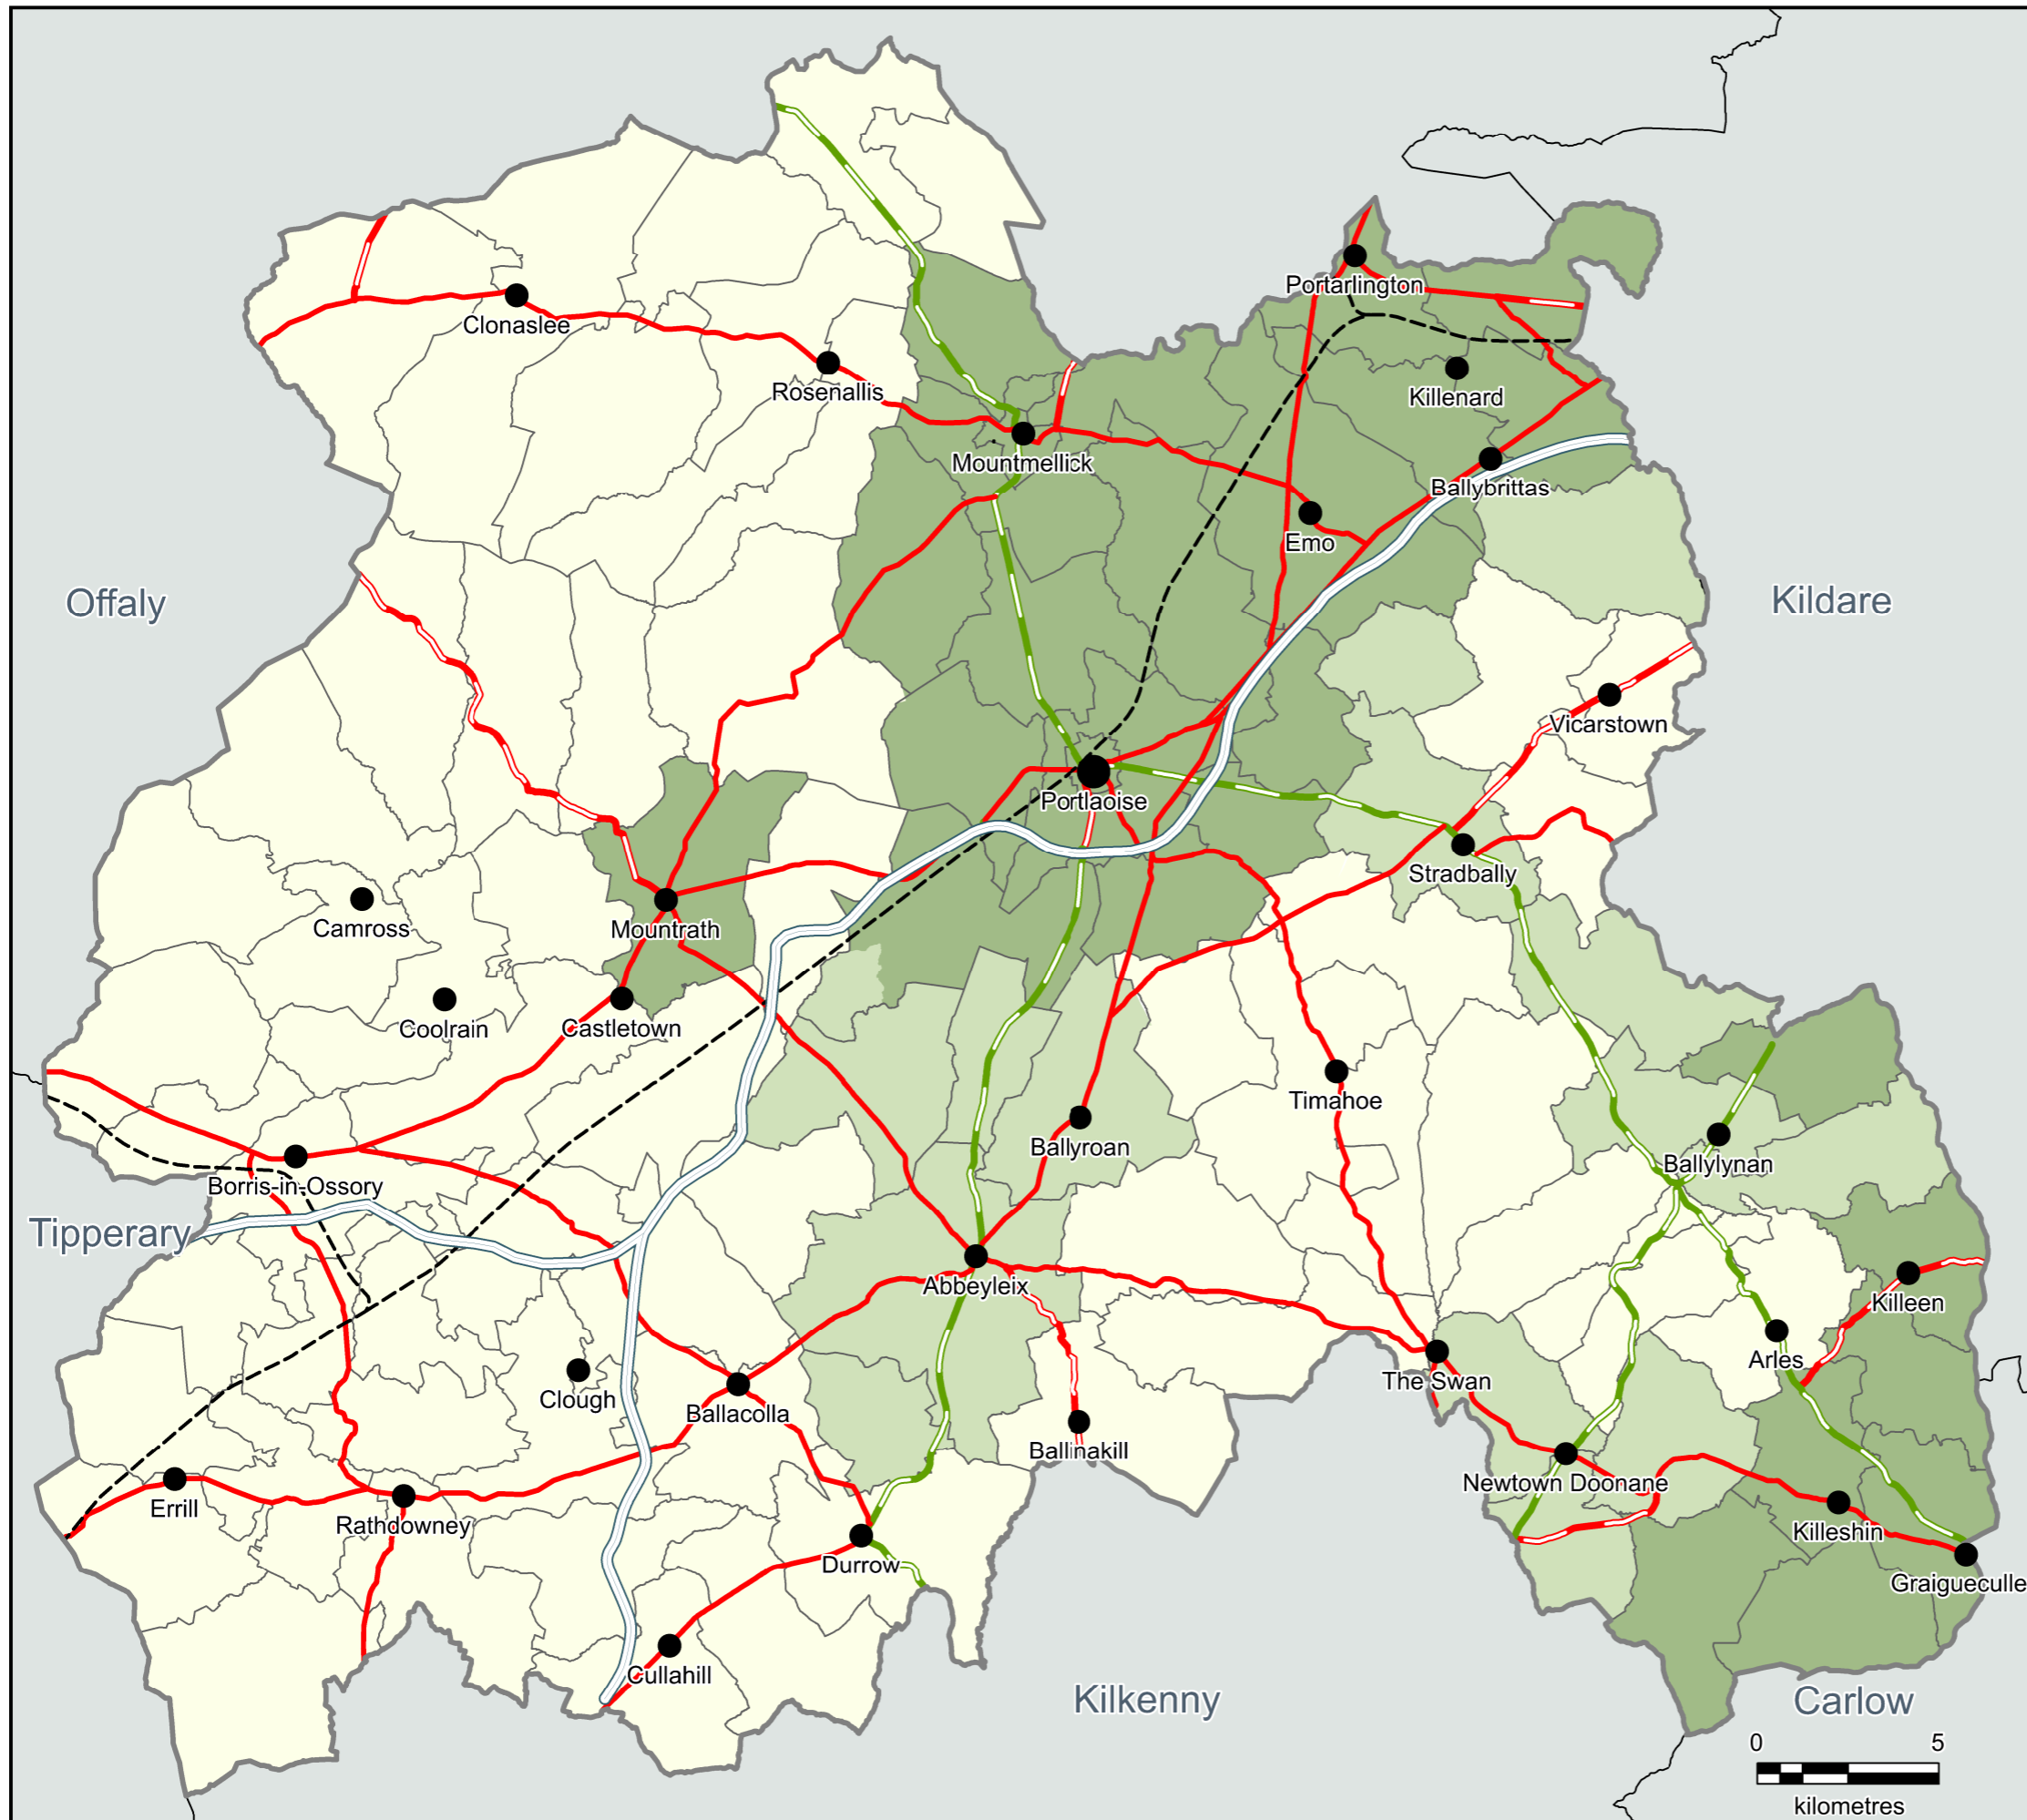 Portarlington
Clonaslee
Rosenallis
Killenard
Mountmellick
Ballybrittas
Emo
Offaly
Kildare
Vicarstown
Portlaoise
Stradbally
Camross
Mountrath
Coolrain
Castletown
Timahoe
Ballyroan
Ballylynan
Borris-in-Ossory
Tipperary
Abbeyleix
Killeen
Arles
The Swan
Clough
Ballacolla
Ballinakill
Newtown Doonane
Errill
Rathdowney
Killeshin
Durrow
Graiguecullen
Cullahill
Kilkenny
Carlow
0 5
kilometres